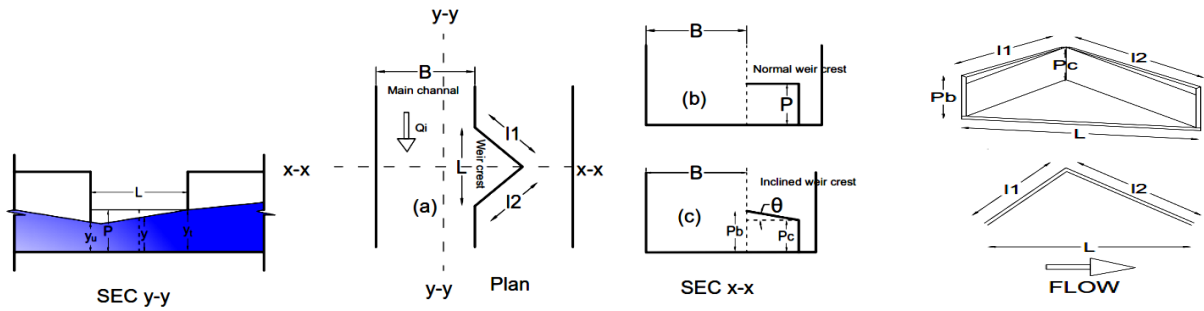 L
yu
P
y
SEC y-y
x-x
y-y
B
Main channal
Qi
L
Weir crest
l1
l2
(a)
x-x
y-y
Plan
B
Normal weir crest
(b)
P
B
Inclined weir crest
θ
(c)
Pb
Pc
SEC x-x
l1
l2
Pc
Pb
L
l1
l2
L
FLOW